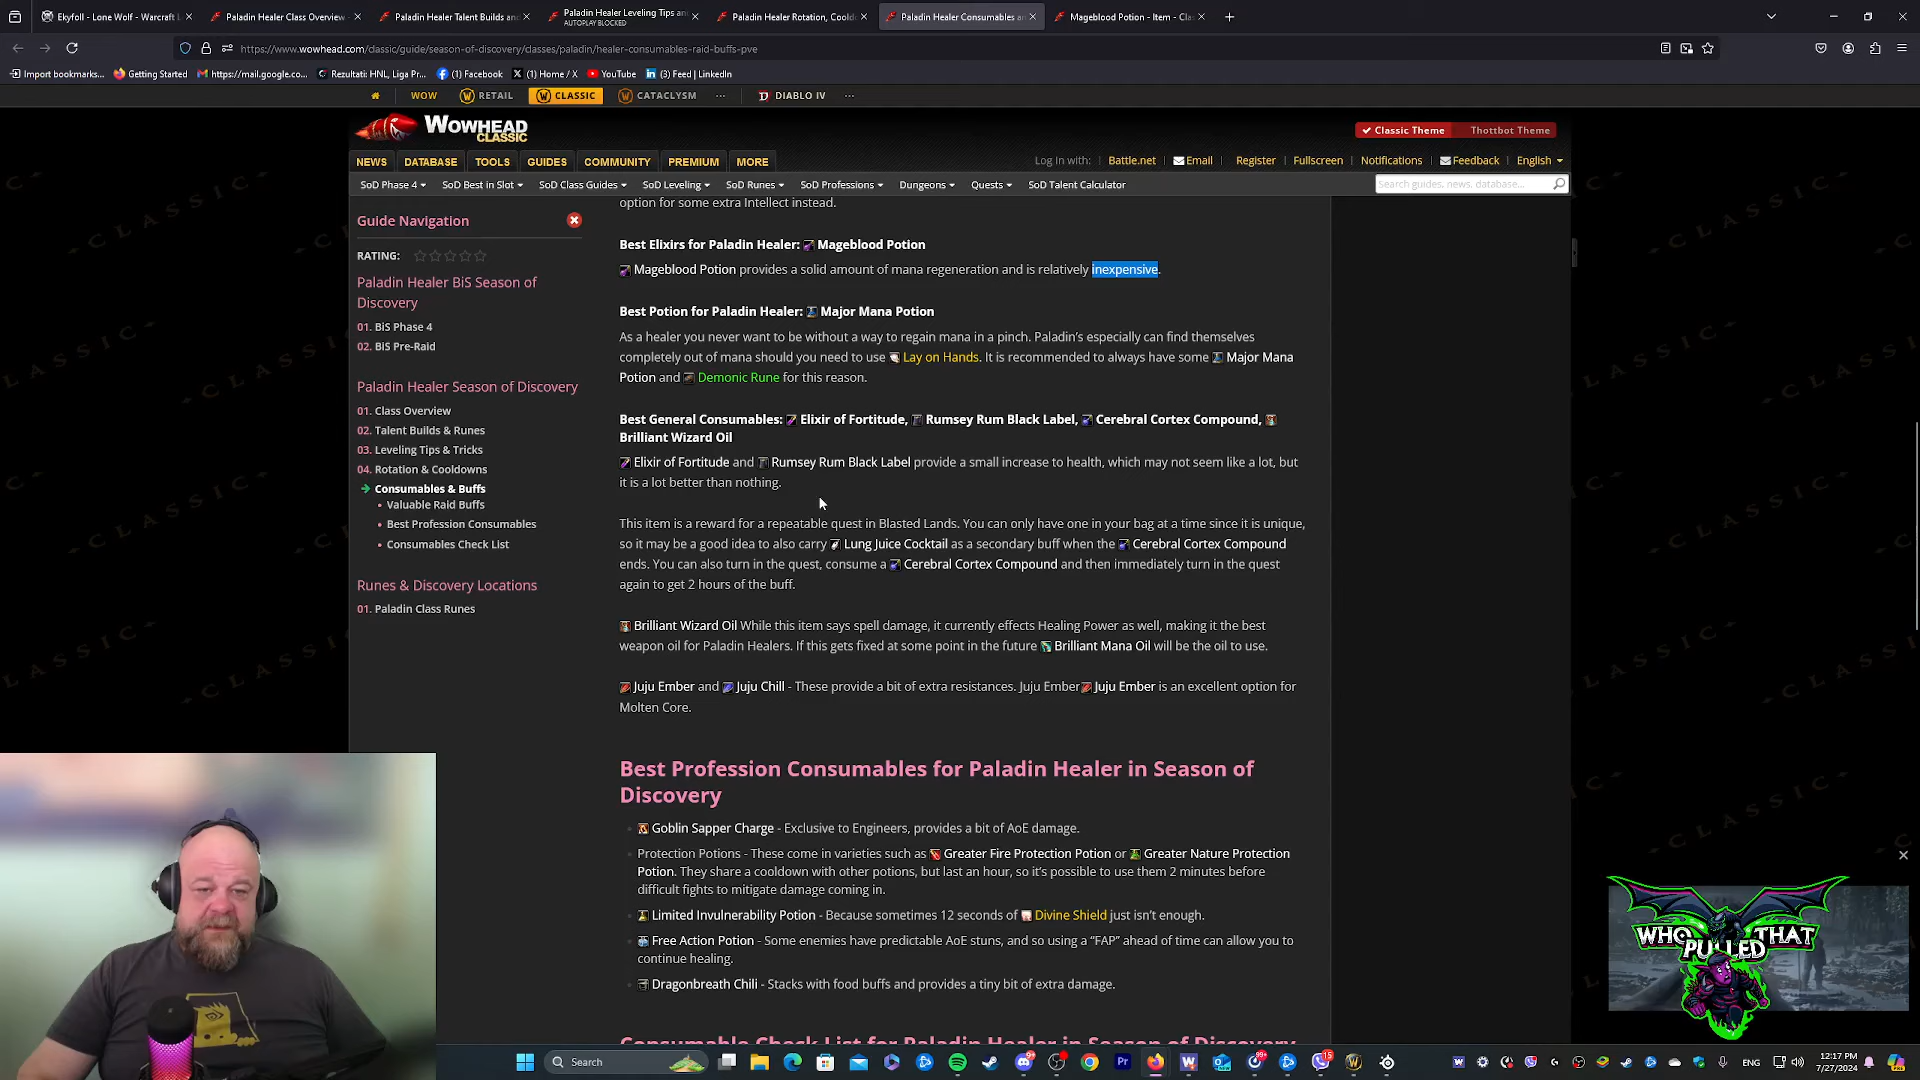 Ekyfoll - Lone Wolf - Warcraft L
Paladin Healer Class Overview -
Paladin Healer Talent Builds and
Paladin Healer Leveling Tips and
AUTOPLAY BLOCKED
Paladin Healer Rotation, Coold
Paladin Healer Consumables an
Mageblood Potion - Item - Clas
https://www.wowhead.com/classic/guide/season-of-discovery/classes/paladin/healer-consumables-raid-buffs-pve
Import bookmarks...
Getting Started
https://mail.google.co...
Rezultati: HNL, Liga Pr...
(1) Facebook
(1) Home / X
YouTube
(3) Feed | LinkedIn
WOW
RETAIL
CLASSIC
CATACLYSM
DIABLO IV
WOWHEAD
CLASSIC
Classic Theme
Thottbot Theme
NEWS DATABASE TOOLS GUIDES COMMUNITY PREMIUM MORE
Log In with: Battle.net Email Register Fullscreen Notifications Feedback English
SoD Phase 4 SoD Best in Slot SoD Class Guides SoD Leveling SoD Runes SoD Professions Dungeons Quests SoD Talent Calculator
Search guides, news, database...
Guide Navigation
RATING:
Paladin Healer BiS Season of
Discovery
01. BiS Phase 4
02. BiS Pre-Raid
Paladin Healer Season of Discovery
01. Class Overview
02. Talent Builds & Runes
03. Leveling Tips & Tricks
04. Rotation & Cooldowns
Consumables & Buffs
Valuable Raid Buffs
Best Profession Consumables
Consumables Check List
Runes & Discovery Locations
01. Paladin Class Runes
option for some extra Intellect instead.
Best Elixirs for Paladin Healer: Mageblood Potion
Mageblood Potion provides a solid amount of mana regeneration and is relatively inexpensive.
Best Potion for Paladin Healer: Major Mana Potion
As a healer you never want to be without a way to regain mana in a pinch. Paladin's especially can find themselves
completely out of mana should you need to use Lay on Hands. It is recommended to always have some Major Mana
Potion and Demonic Rune for this reason.
Best General Consumables: Elixir of Fortitude, Rumsey Rum Black Label, Cerebral Cortex Compound,
Brilliant Wizard Oil
Elixir of Fortitude and Rumsey Rum Black Label provide a small increase to health, which may not seem like a lot, but
it is a lot better than nothing.
This item is a reward for a repeatable quest in Blasted Lands. You can only have one in your bag at a time since it is unique,
so it may be a good idea to also carry Lung Juice Cocktail as a secondary buff when the Cerebral Cortex Compound
ends. You can also turn in the quest, consume a Cerebral Cortex Compound and then immediately turn in the quest
again to get 2 hours of the buff.
Brilliant Wizard Oil While this item says spell damage, it currently effects Healing Power as well, making it the best
weapon oil for Paladin Healers. If this gets fixed at some point in the future Brilliant Mana Oil will be the oil to use.
Juju Ember and Juju Chill - These provide a bit of extra resistances. Juju Ember Juju Ember is an excellent option for
Molten Core.
Best Profession Consumables for Paladin Healer in Season of
Discovery
Goblin Sapper Charge - Exclusive to Engineers, provides a bit of AoE damage.
Protection Potions - These come in varieties such as Greater Fire Protection Potion or Greater Nature Protection
Potion. They share a cooldown with other potions, but last an hour, so it's possible to use them 2 minutes before
difficult fights to mitigate damage coming in.
Limited Invulnerability Potion - Because sometimes 12 seconds of Divine Shield just isn't enough.
Free Action Potion - Some enemies have predictable AoE stuns, and so using a "FAP" ahead of time can allow you to
continue healing.
Dragonbreath Chili - Stacks with food buffs and provides a tiny bit of extra damage.
Consumable Check List for Paladin Healer in Season of Discovery
WHO PULLED THAT
Search
99+
15
ENG
12:17 PM
7/27/2024